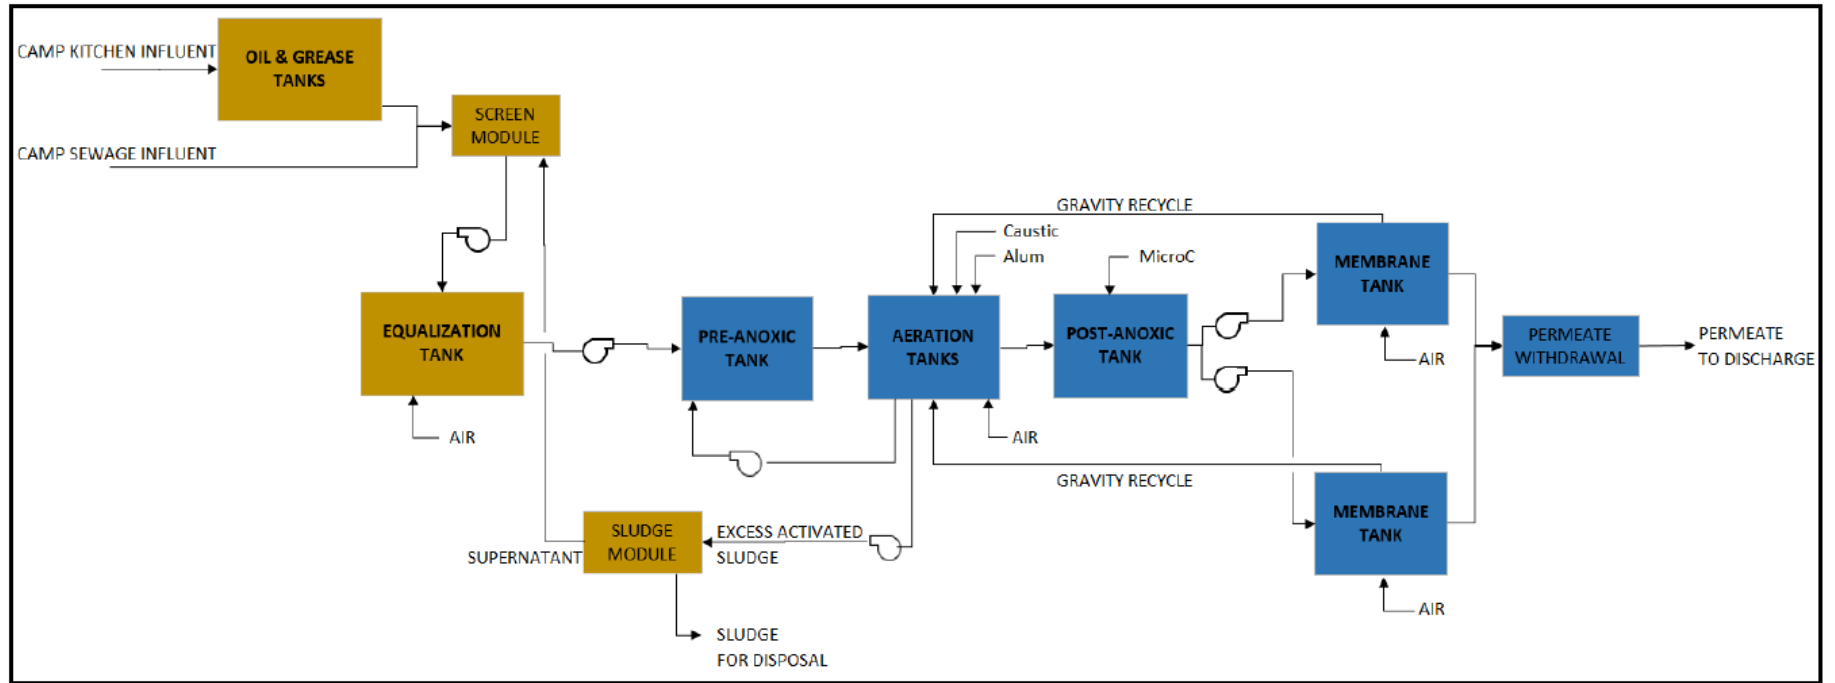 CAMP KITCHEN INFLUENT
OIL & GREASE
TANKS
SCREEN
MODULE
CAMP SEWAGE INFLUENT
GRAVITY RECYCLE
Caustic
Alum
MicroC
MEMBRANE
TANK
EQUALIZATION
TANK
PRE-ANOXIC
TANK
AERATION
TANKS
POST-ANOXIC
TANK
PERMEATE
WITHDRAWAL
PERMEATE
TO DISCHARGE
AIR
AIR
AIR
GRAVITY RECYCLE
MEMBRANE
TANK
SLUDGE
MODULE
EXCESS ACTIVATED
SLUDGE
SUPERNATANT
AIR
SLUDGE
FOR DISPOSAL